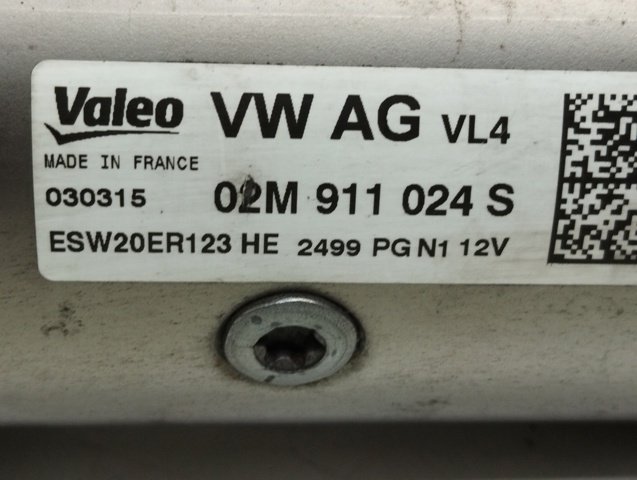 Valeo VW AG VL4
MADE IN FRANCE
030315 02M 911 024 S
ESW20ER123 HE 2499 PG N1 12V